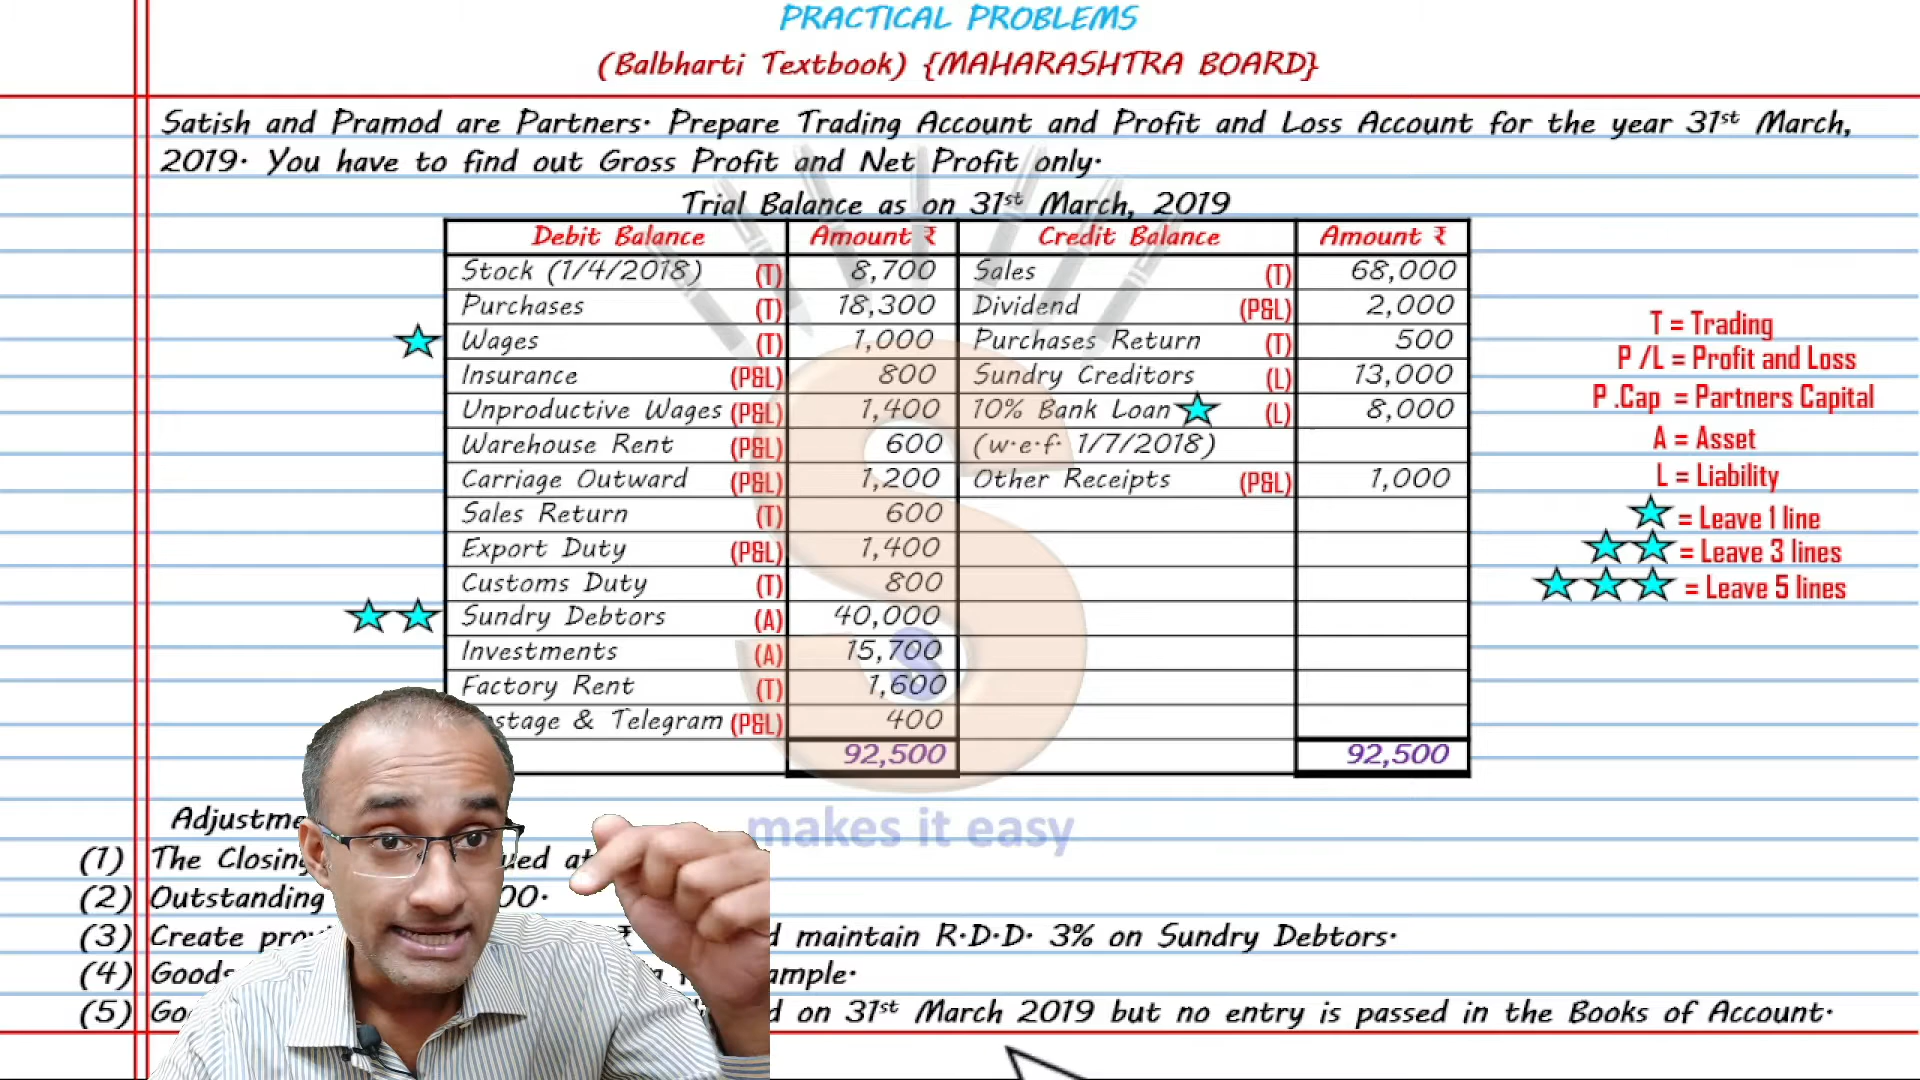 PRACTICAL PROBLEMS
(Balbharti Textbook) {MAHARASHTRA BOARD}
Satish and Pramod are Partners. Prepare Trading Account and Profit and Loss Account for the year 31st March,
2019. You have to find out Gross Profit and Net Profit only.
Trial Balance as on 31st March, 2019
Debit Balance Amount ₹ Credit Balance Amount ₹
Stock (1/4/2018) (T) 8,700 Sales (T) 68,000
Purchases (T) 18,300 Dividend (P&L) 2,000
Wages (T) 1,000 Purchases Return (T) 500
Insurance (P&L) 800 Sundry Creditors (L) 13,000
Unproductive Wages (P&L) 1,400 10% Bank Loan (L) 8,000
Warehouse Rent (P&L) 600 (w.e.f. 1/7/2018)
Carriage Outward (P&L) 1,200 Other Receipts (P&L) 1,000
Sales Return (T) 600
Export Duty (P&L) 1,400
Customs Duty (T) 800
Sundry Debtors (A) 40,000
Investments (A) 15,700
Factory Rent (T) 1,600
& Telegram (P&L) 400
92,500 92,500
T = Trading
P /L = Profit and Loss
P .Cap = Partners Capital
A = Asset
L = Liability
= Leave 1 line
= Leave 3 lines
= Leave 5 lines
makes it easy
(1) The
(2) Outstanding
(3) Create ₹ maintain R.D.D. 3% on Sundry Debtors.
(4) Goods
(5) on 31st March 2019 but no entry is passed in the Books of Account.